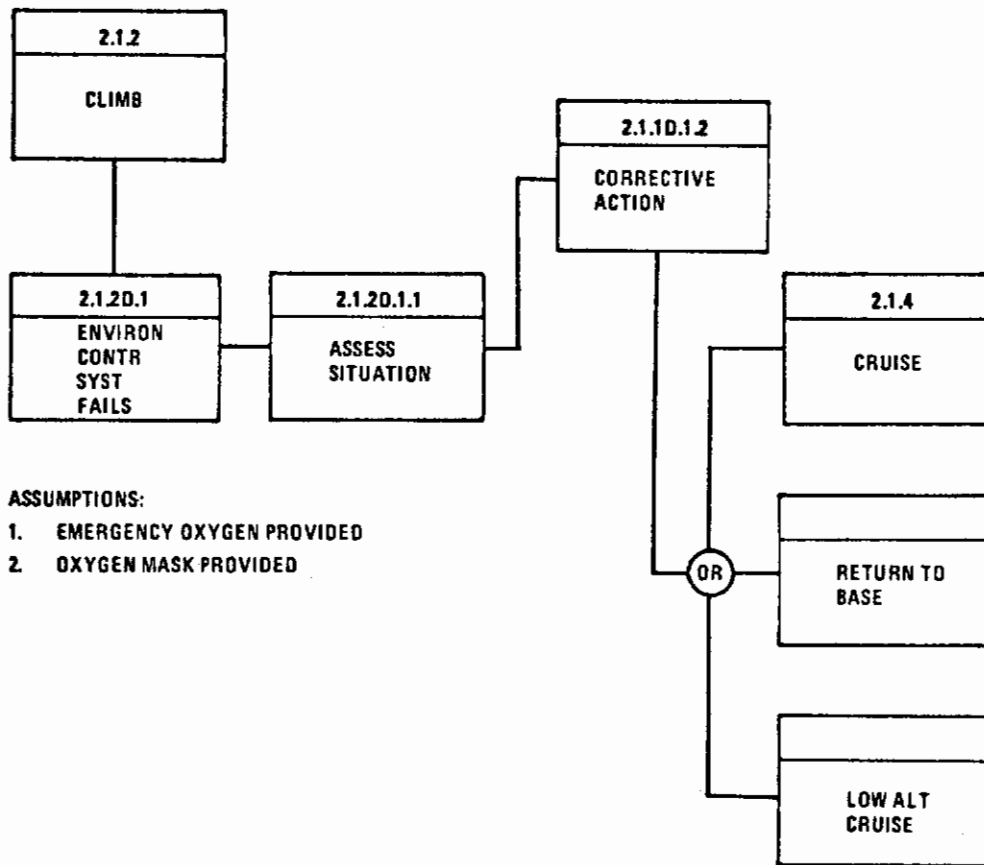 2.1.2
CLIMB
2.1.1D.1.2
CORRECTIVE
ACTION
2.1.2D.1
ENVIRON
CONTR
SYST
FAILS
2.1.2D.1.1
ASSESS
SITUATION
2.1.4
CRUISE
ASSUMPTIONS:
1. EMERGENCY OXYGEN PROVIDED
2. OXYGEN MASK PROVIDED
OR
RETURN TO
BASE
LOW ALT
CRUISE